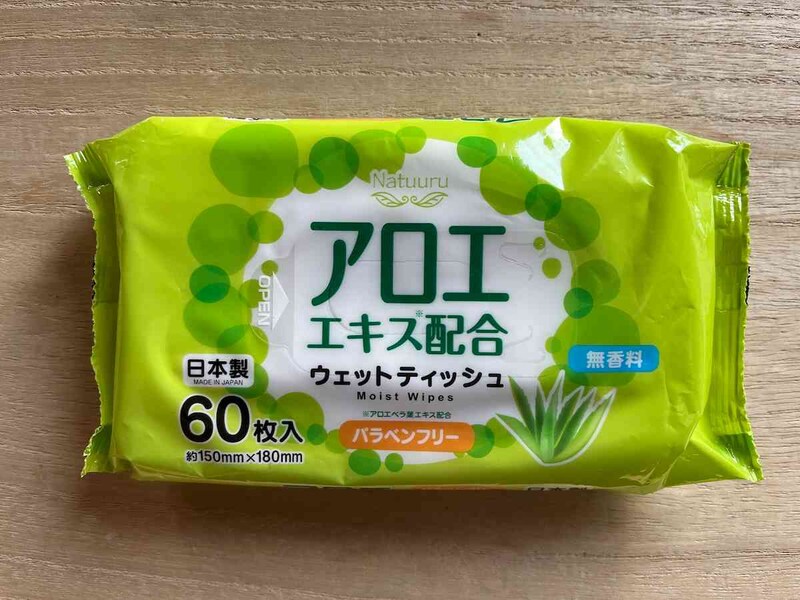 Natuuru
アロエ
エキス※配合
OPEN
ウェットティッシュ
Moist Wipes
※アロエベラ葉エキス配合
パラベンフリー
無香料
日本製
MADE IN JAPAN
60枚入
約150mm×180mm